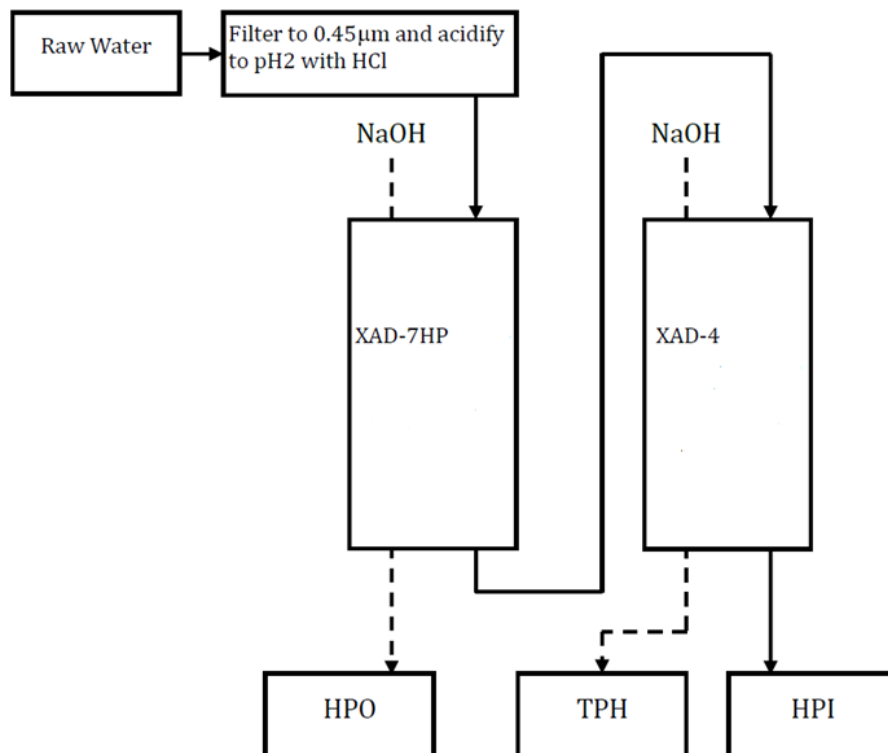 Raw Water
Filter to 0.45µm and acidify
to pH2 with HCl
NaOH
NaOH
XAD-7HP
XAD-4
HPO
TPH
HPI